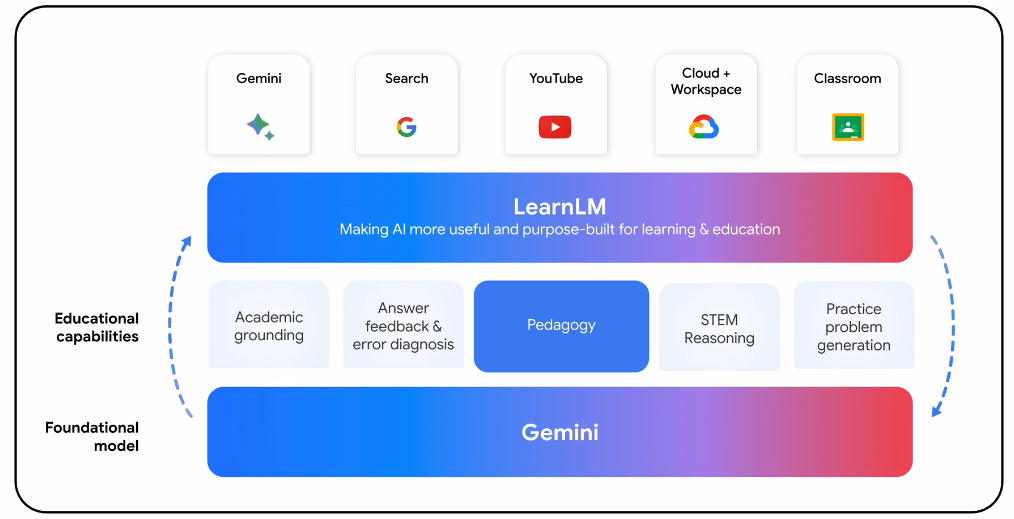 Gemini
Search
YouTube
Cloud +
Workspace
Classroom
LearnLM
Making AI more useful and purpose-built for learning & education
Educational
capabilities
Academic
grounding
Answer
feedback &
error diagnosis
Pedagogy
STEM
Reasoning
Practice
problem
generation
Foundational
model
Gemini